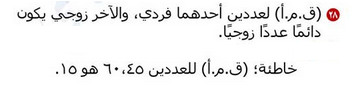 ٢٨ (ق.م.أ) لعددين أحدهما فردي، والآخر زوجي يكون
دائمًا عددًا زوجيًا.
خاطئة؛ (ق.م.أ) للعددين ٤٥، ٦٠ هو ١٥.